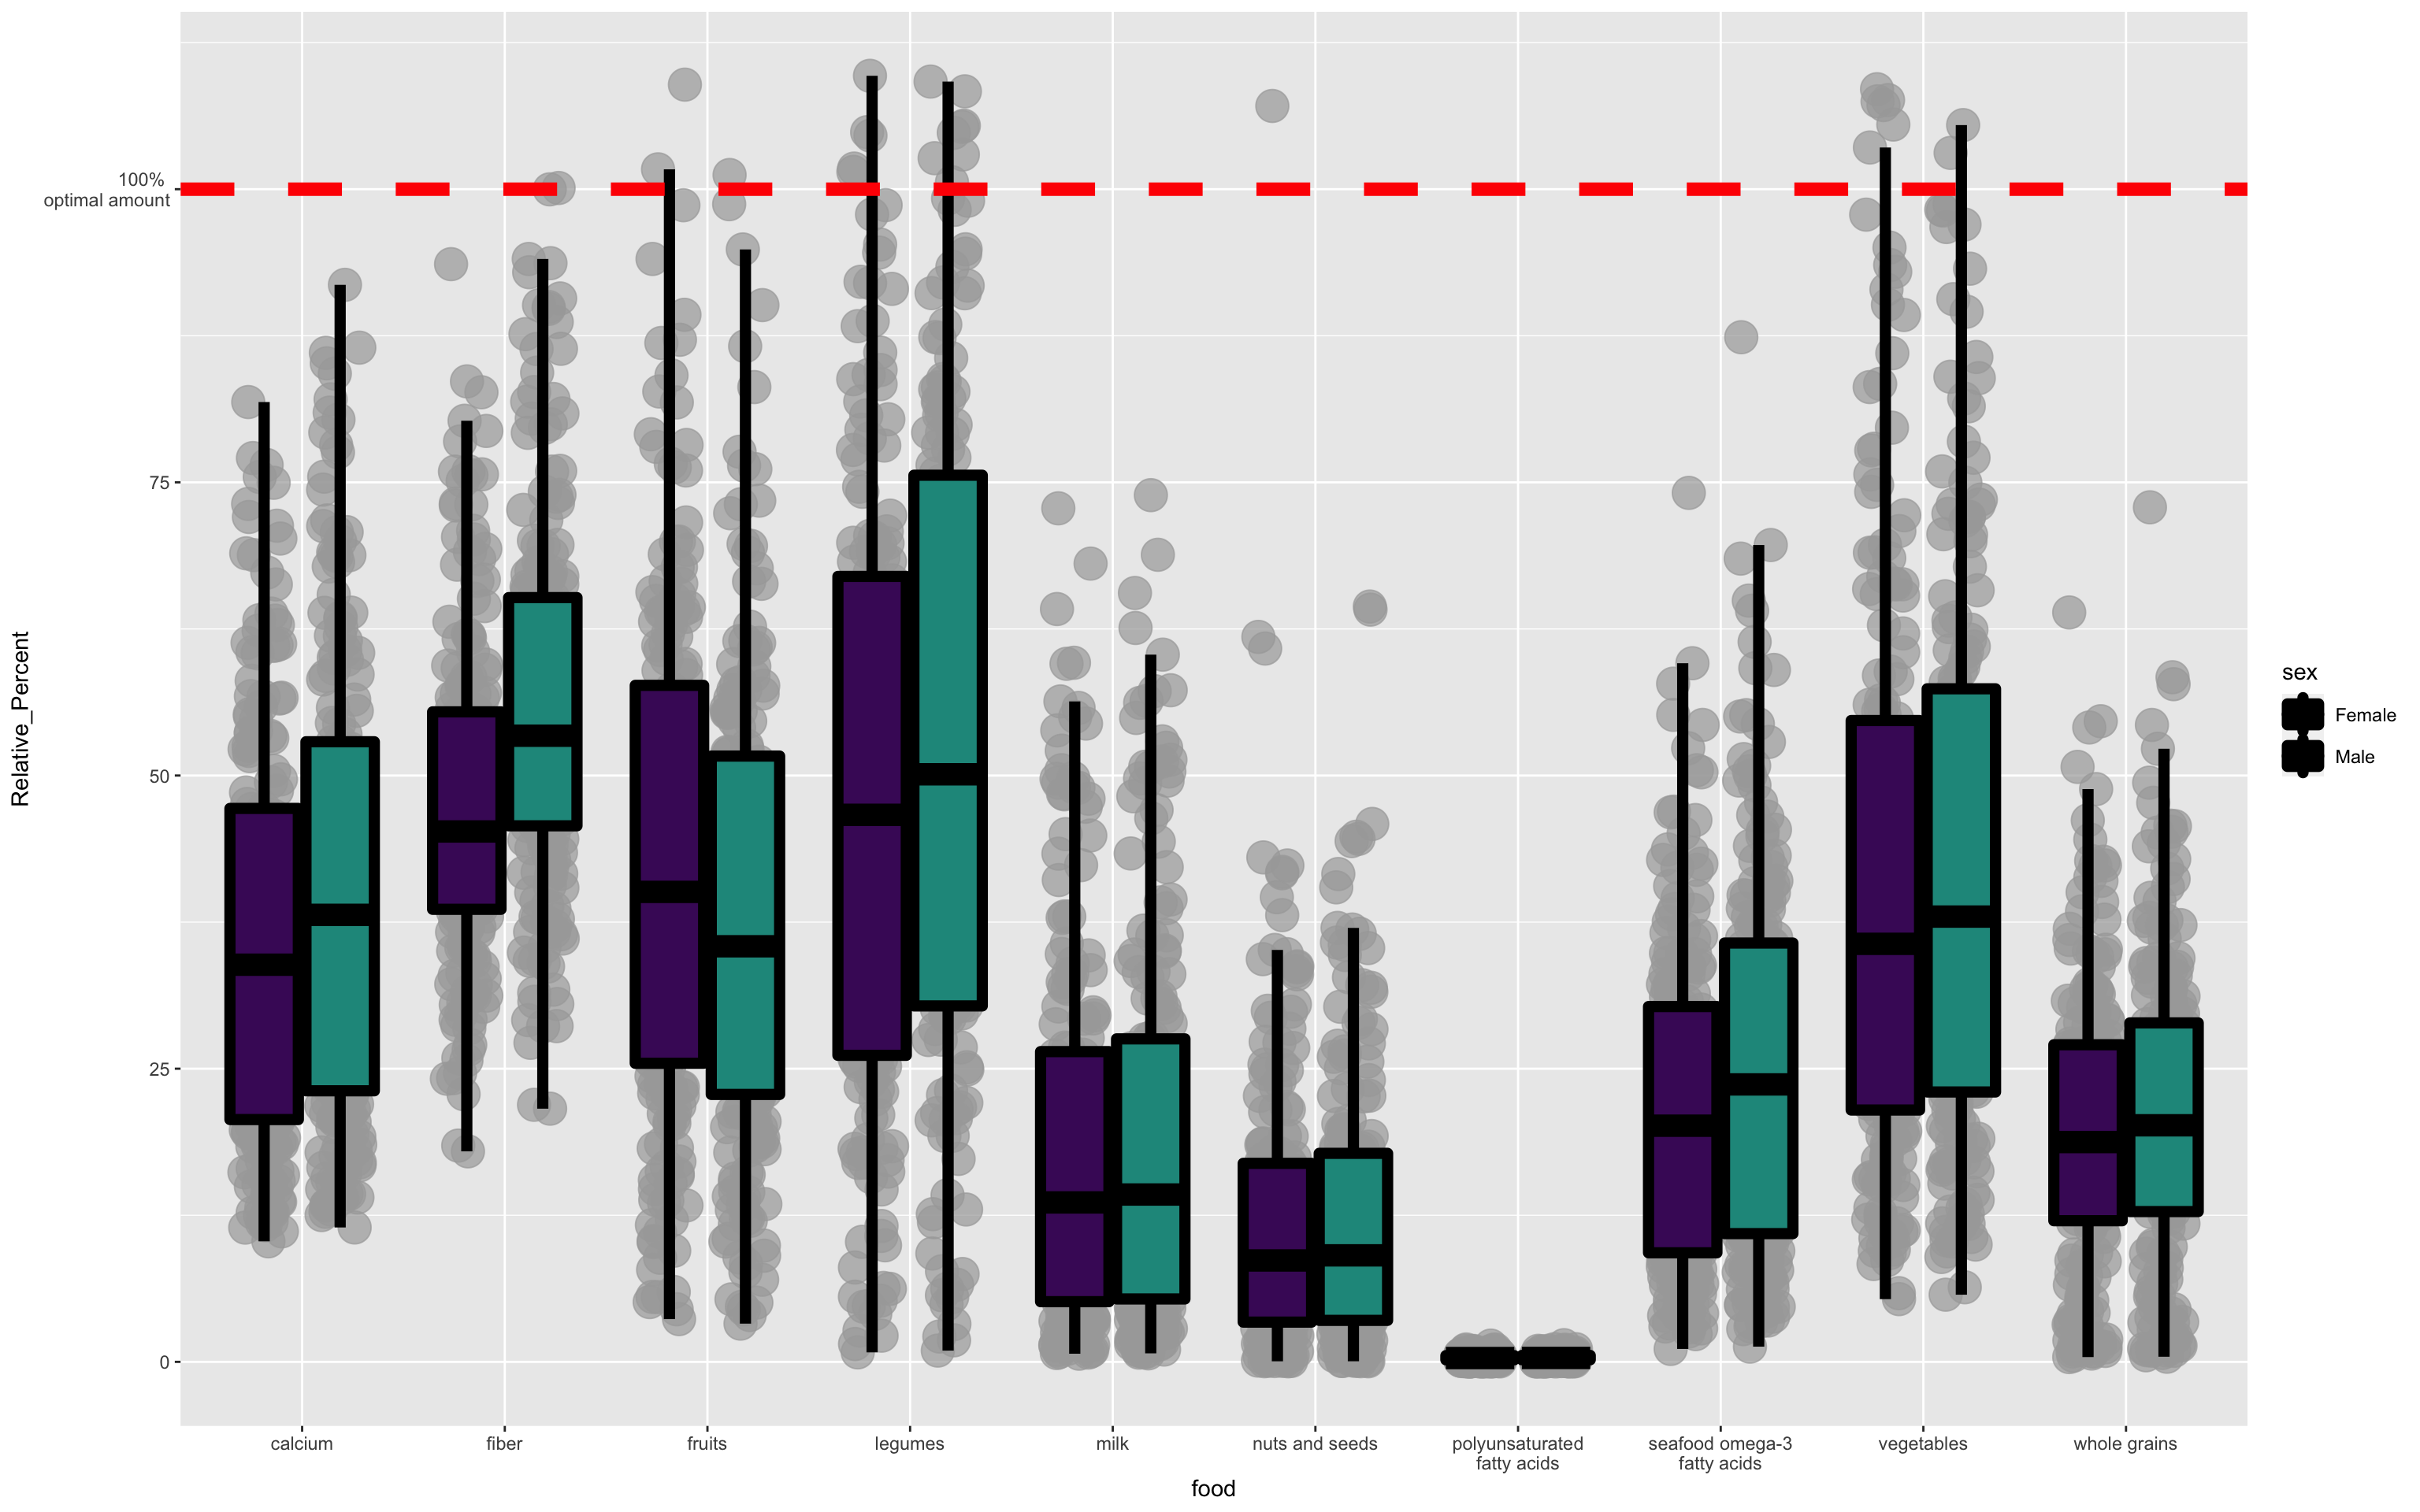 100%
optimal amount
75
50
25
0
Relative_Percent
calcium
fiber
fruits
legumes
milk
nuts and seeds
polyunsaturated
fatty acids
seafood omega-3
fatty acids
vegetables
whole grains
food
sex
Female
Male